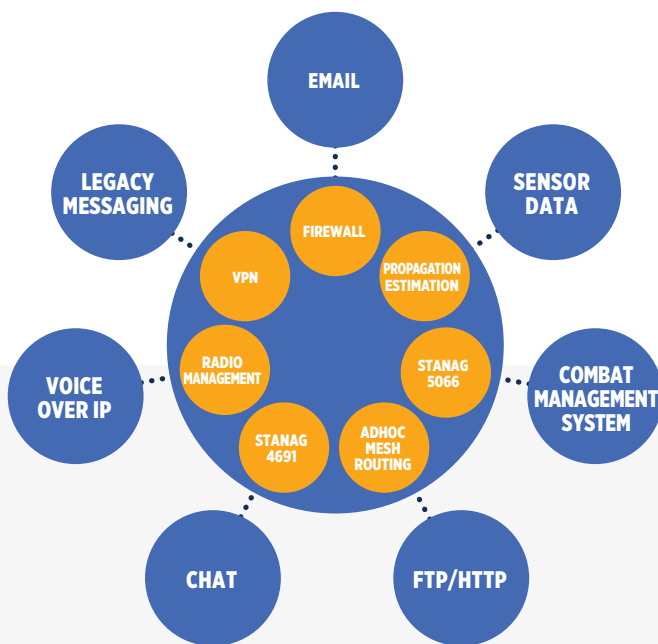 EMAIL
LEGACY
MESSAGING
SENSOR
DATA
FIREWALL
VPN
PROPAGATION
ESTIMATION
RADIO
MANAGEMENT
STANAG
5066
VOICE
OVER IP
COMBAT
MANAGEMENT
SYSTEM
STANAG
4691
ADHOC
MESH
ROUTING
CHAT
FTP/HTTP